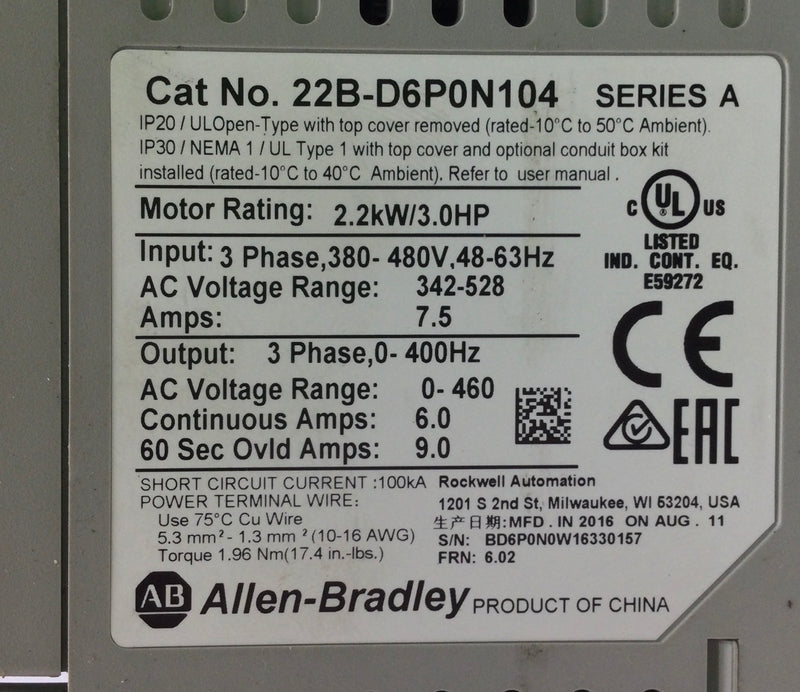 Cat No. 22B-D6P0N104 SERIES A
IP20 / ULOpen-Type with top cover removed (rated-10°C to 50°C Ambient).
IP30 / NEMA 1 / UL Type 1 with top cover and optional conduit box kit
installed (rated-10°C to 40°C Ambient). Refer to user manual .
Motor Rating: 2.2kW/3.0HP
C UL US
LISTED
IND. CONT. EQ.
E59272
Input: 3 Phase,380- 480V,48-63Hz
AC Voltage Range: 342-528
Amps: 7.5
CE
Output: 3 Phase,0- 400Hz
AC Voltage Range: 0- 460
Continuous Amps: 6.0
60 Sec Ovld Amps: 9.0
EAC
SHORT CIRCUIT CURRENT :100kA
POWER TERMINAL WIRE:
Use 75°C Cu Wire
5.3 mm²- 1.3 mm ² (10-16 AWG)
Torque 1.96 Nm(17.4 in.-lbs.)
Rockwell Automation
1201 S 2nd St, Milwaukee, WI 53204, USA
生产日期:MFD . IN 2016 ON AUG . 11
S/N: BD6P0N0W16330157
FRN: 6.02
AB Allen-Bradley PRODUCT OF CHINA